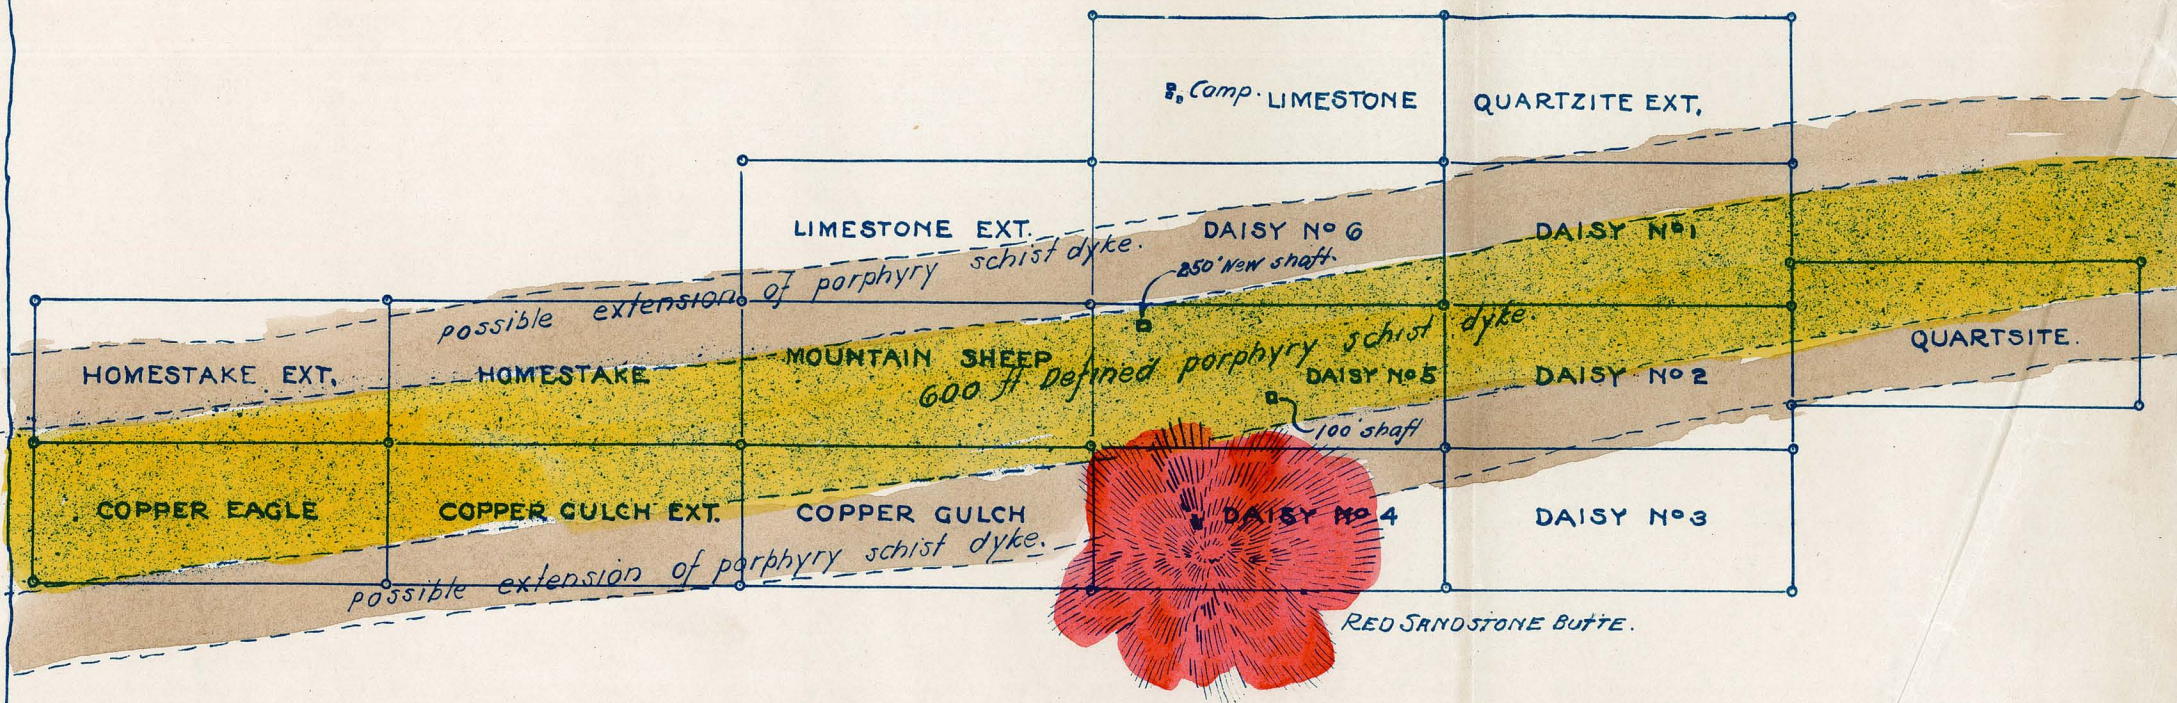 Camp. LIMESTONE
QUARTZITE EXT,
LIMESTONE EXT.
DAISY No 6
DAISY No 1
250' New shaft.
possible extension of porphyry schist dyke.
HOMESTAKE EXT,
HOMESTAKE
MOUNTAIN SHEEP
600 ft Defined porphyry schist dyke.
DAISY No 5
DAISY No 2
QUARTSITE.
100' shaft
COPPER EAGLE
COPPER GULCH EXT.
COPPER GULCH
DAISY No 4
DAISY No 3
possible extension of porphyry schist dyke.
RED SANDSTONE BUTTE.